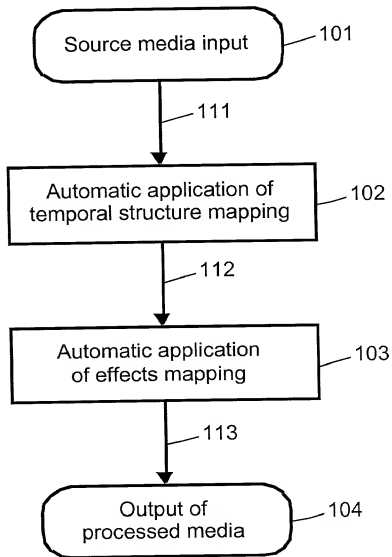 Source media input
101
111
Automatic application of
temporal structure mapping
102
112
Automatic application
of effects mapping
103
113
Output of
processed media
104